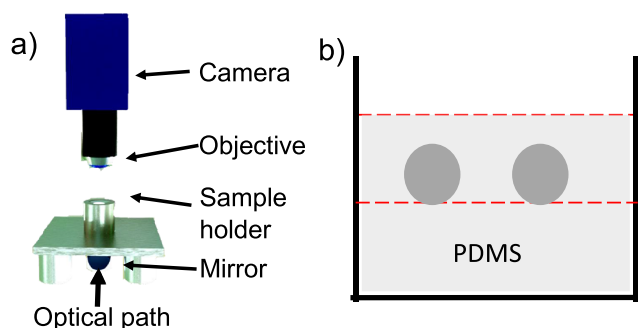 a)
Camera
Objective
Sample
holder
Mirror
Optical path
b)
PDMS